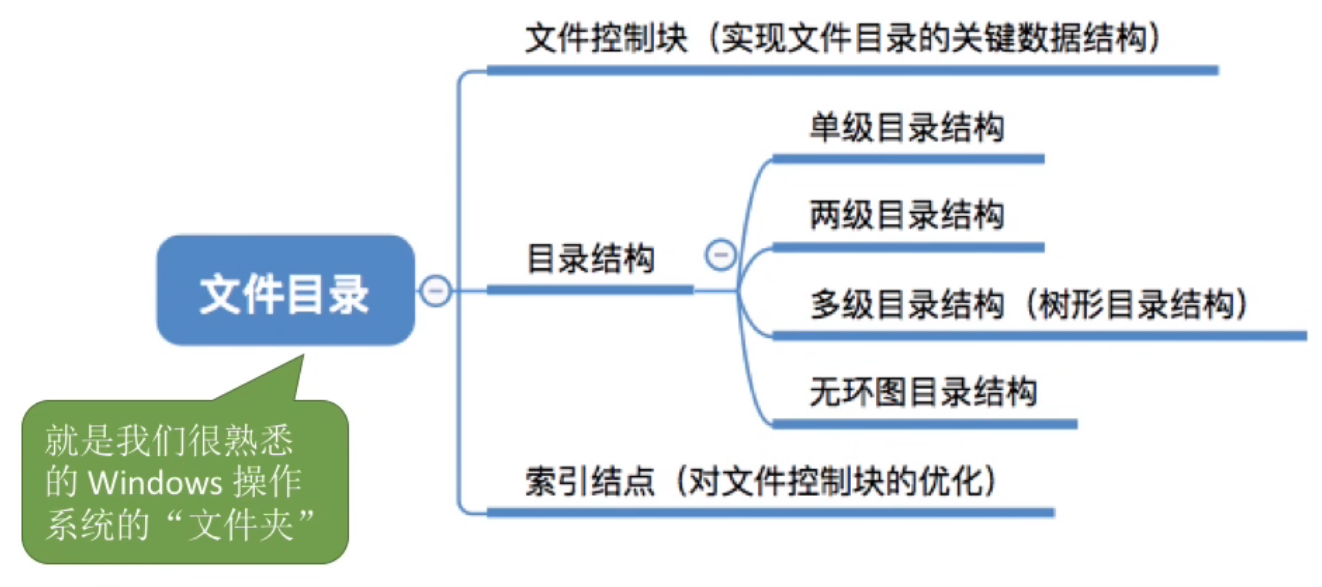 文件控制块（实现文件目录的关键数据结构）
单级目录结构
两级目录结构
目录结构
多级目录结构（树形目录结构）
无环图目录结构
索引结点（对文件控制块的优化）
文件目录
就是我们很熟悉
的 Windows 操作
系统的“文件夹”